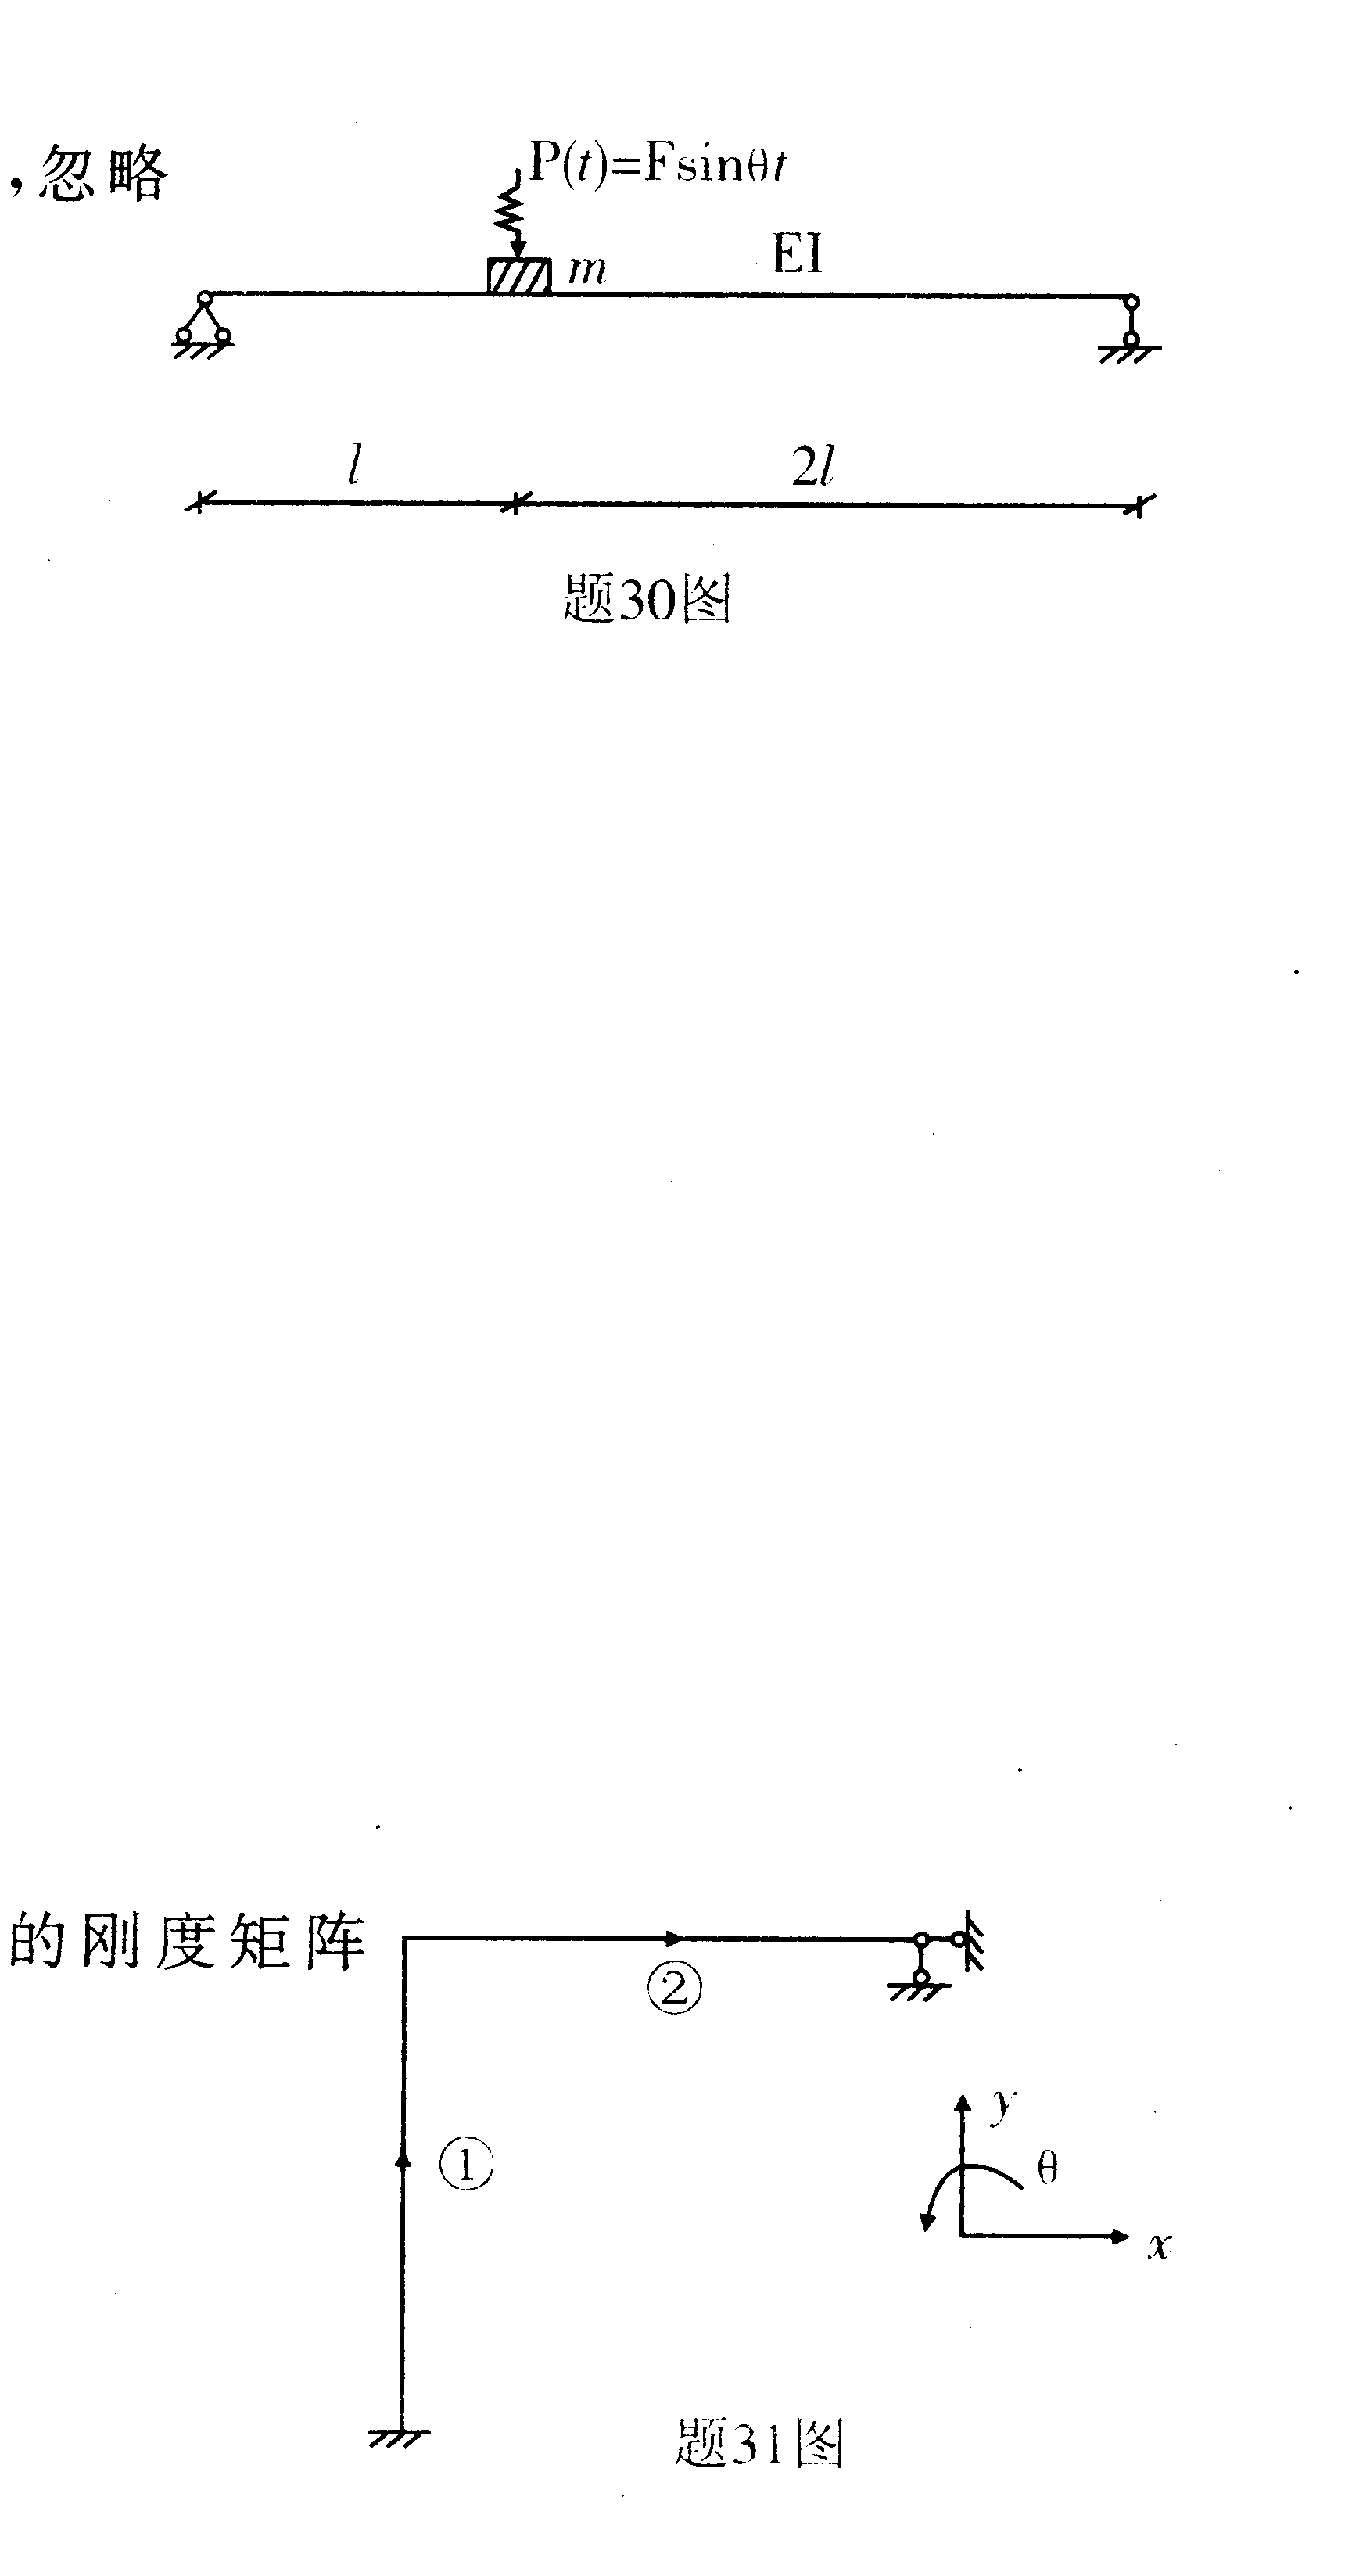 ,忽略
P(t)=Fsinθt
m
EI
l
2l
题30图
的刚度矩阵
②
y
①
θ
x
题31图